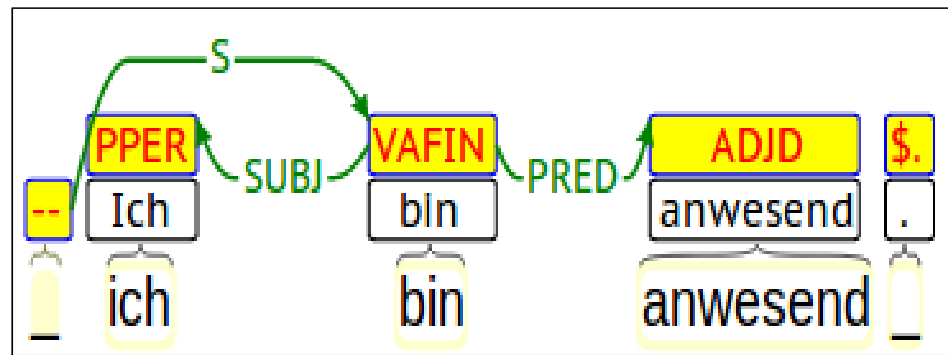 S
PPER VAFIN ADJD $.
SUBJ PRED
-- Ich bin anwesend .
_ ich bin anwesend _